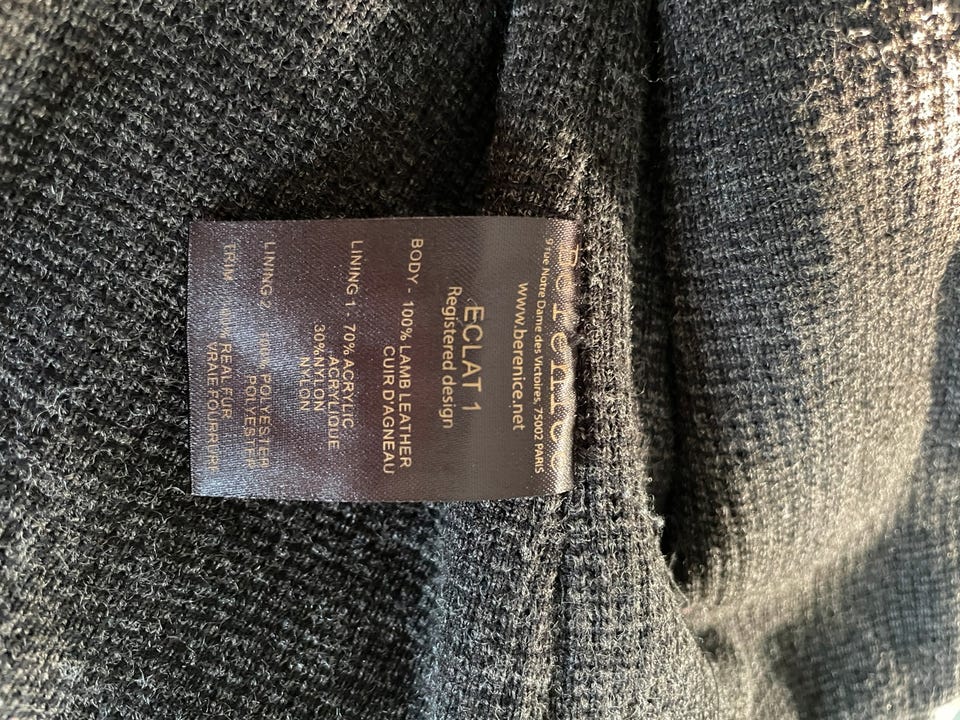 Berenice
9 rue Notre Dame des Victoires, 75002 PARIS
www.berenice.net
ECLAT 1
Registered design
BODY - 100% LAMB LEATHER
CUIR D'AGNEAU
LINING 1 - 70% ACRYLIC
ACRYLIQUE
30% NYLON
NYLON
LINING 2 - 100% POLYESTER
POLYESTER
TRIM REAL FUR
VRAIE FOURRURE